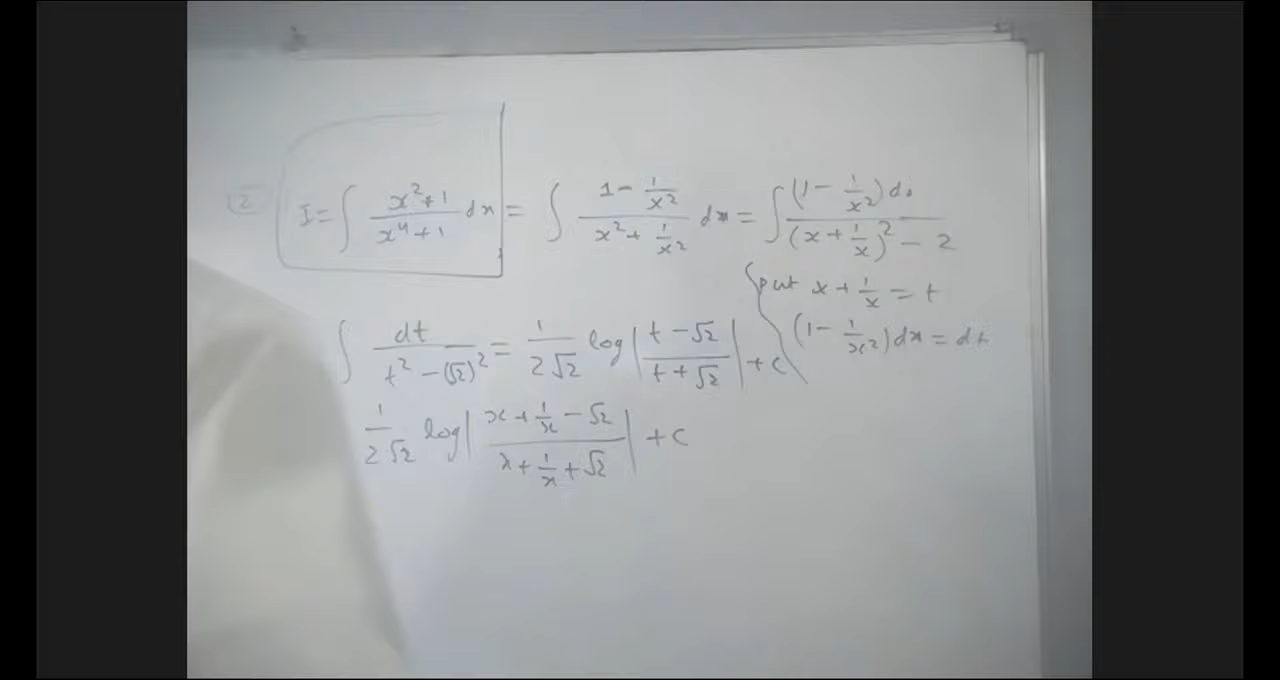 (2) I = ∫ (x² + 1)/(x⁴ + 1) dx = ∫ (1 - 1/x²)/(x² + 1/x²) dx = ∫ (1 - 1/x²) d. / ((x + 1/x)² - 2)
put x + 1/x = t
(1 - 1/x²) dx = dt
∫ dt/(t² - (√2)²) = 1/(2√2) log |(t - √2)/(t + √2)| + C
1/(2√2) log |(x + 1/x - √2)/(x + 1/x + √2)| + C